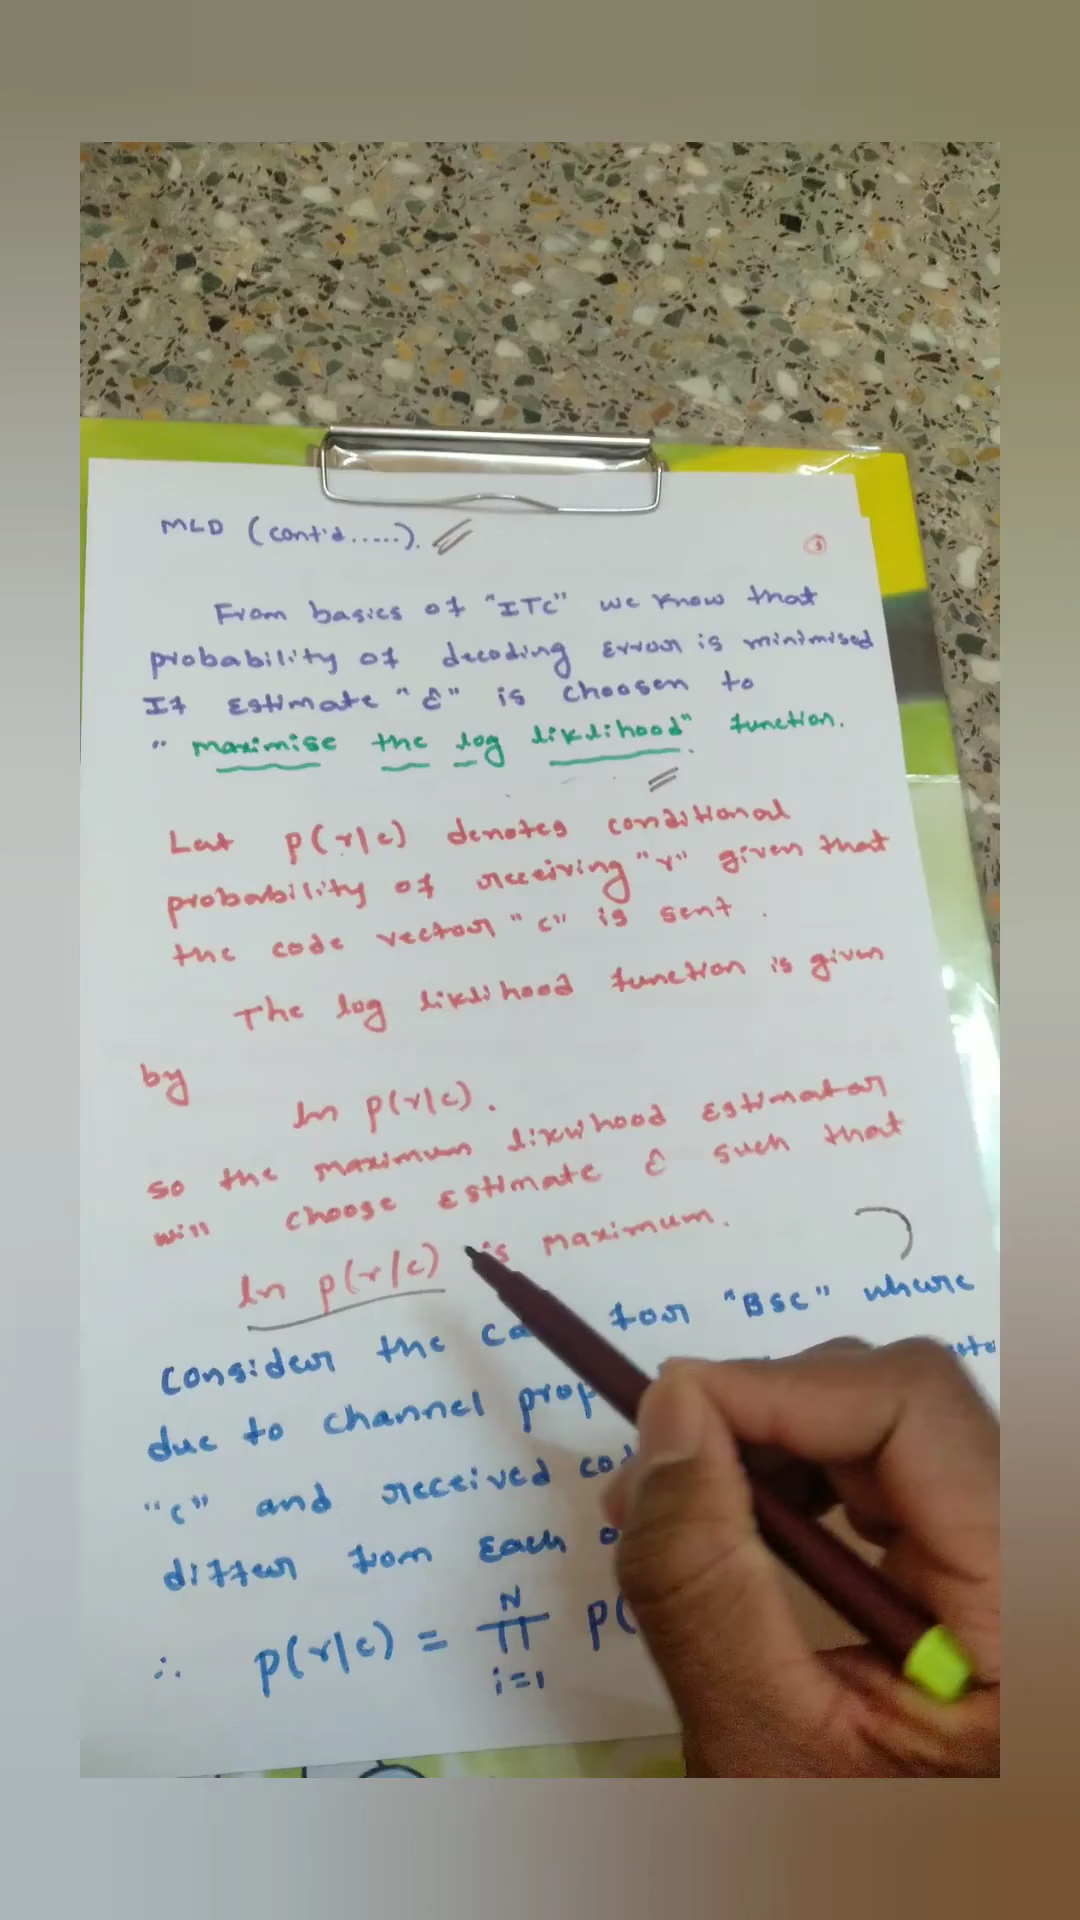 MLD (cont'd.....).
3
From basics of "ITC" we know that
probability of decoding error is minimised
If estimate "ĉ" is choosen to
" maximise the log liklihood" function.
Let p(r/c) denotes conditional
probability of receiving "r" given that
the code vector "c" is sent.
The log liklihood function is given
by
ln p(r/c).
so the maximum likwhood estimator
will choose estimate ĉ such that
ln p(r/c) is maximum.
consider the for "BSC" where
due to channel
"c" and received
differ from each
∴ p(r/c) = N∏i=1 p(